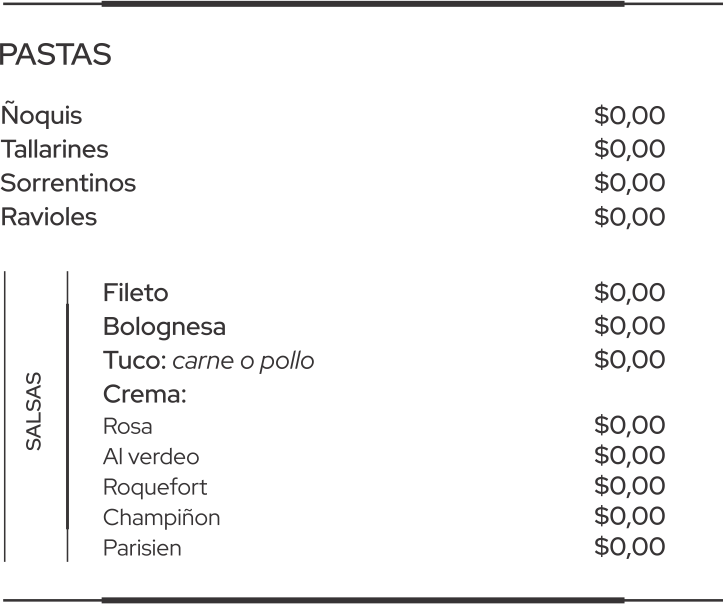 PASTAS
Ñoquis $0,00
Tallarines $0,00
Sorrentinos $0,00
Ravioles $0,00
SALSAS
Fileto $0,00
Bolognesa $0,00
Tuco: carne o pollo $0,00
Crema:
Rosa $0,00
Al verdeo $0,00
Roquefort $0,00
Champiñon $0,00
Parisien $0,00